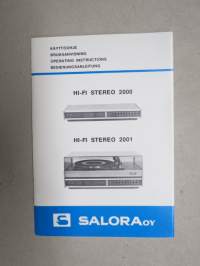 KÄYTTÖOHJE
BRUKSANVISNING
OPERATING INSTRUCTIONS
BEDIENUNGSANLEITUNG
HI-FI STEREO 2000
HI-FI STEREO 2001
S SALORA OY